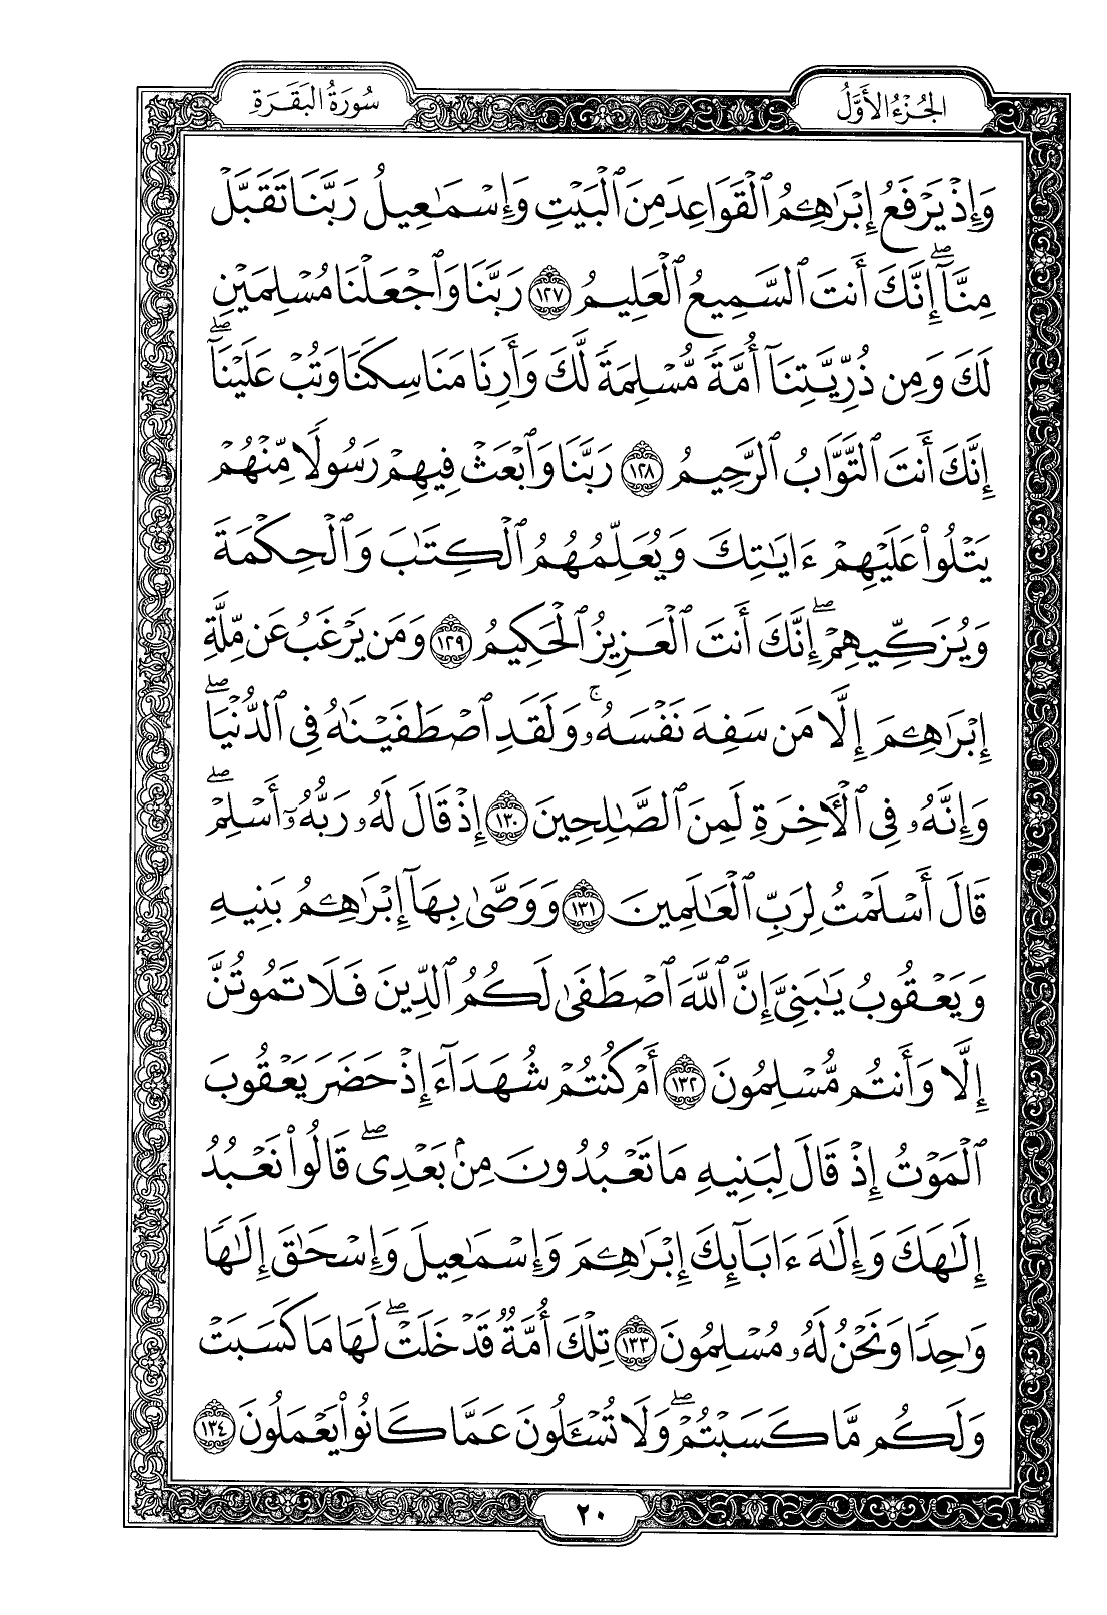 الجُزْءُ الأَوَّلُ
سُورَةُ البَقَرَةِ
وَإِذۡ يَرۡفَعُ إِبۡرَٰهِـۧمُ ٱلۡقَوَاعِدَ مِنَ ٱلۡبَيۡتِ وَإِسۡمَٰعِيلُ رَبَّنَا تَقَبَّلۡ
مِنَّآۖ إِنَّكَ أَنتَ ٱلسَّمِيعُ ٱلۡعَلِيمُ ١٢٧ رَبَّنَا وَٱجۡعَلۡنَا مُسۡلِمَيۡنِ
لَكَ وَمِن ذُرِّيَّتِنَآ أُمَّةٗ مُّسۡلِمَةٗ لَّكَ وَأَرِنَا مَنَاسِكَنَا وَتُبۡ عَلَيۡنَآۖ
إِنَّكَ أَنتَ ٱلتَّوَّابُ ٱلرَّحِيمُ ١٢٨ رَبَّنَا وَٱبۡعَثۡ فِيهِمۡ رَسُولٗا مِّنۡهُمۡ
يَتۡلُواْ عَلَيۡهِمۡ ءَايَٰتِكَ وَيُعَلِّمُهُمُ ٱلۡكِتَٰبَ وَٱلۡحِكۡمَةَ
وَيُزَكِّيهِمۡۖ إِنَّكَ أَنتَ ٱلۡعَزِيزُ ٱلۡحَكِيمُ ١٢٩ وَمَن يَرۡغَبُ عَن مِّلَّةِ
إِبۡرَٰهِـۧمَ إِلَّا مَن سَفِهَ نَفۡسَهُۥۚ وَلَقَدِ ٱصۡطَفَيۡنَٰهُ فِي ٱلدُّنۡيَاۖ
وَإِنَّهُۥ فِي ٱلۡأٓخِرَةِ لَمِنَ ٱلصَّٰلِحِينَ ١٣٠ إِذۡ قَالَ لَهُۥ رَبُّهُۥٓ أَسۡلِمۡۖ
قَالَ أَسۡلَمۡتُ لِرَبِّ ٱلۡعَٰلَمِينَ ١٣١ وَوَصَّىٰ بِهَآ إِبۡرَٰهِـۧمُ بَنِيهِ
وَيَعۡقُوبُ يَٰبَنِيَّ إِنَّ ٱللَّهَ ٱصۡطَفَىٰ لَكُمُ ٱلدِّينَ فَلَا تَمُوتُنَّ
إِلَّا وَأَنتُم مُّسۡلِمُونَ ١٣٢ أَمۡ كُنتُمۡ شُهَدَآءَ إِذۡ حَضَرَ يَعۡقُوبَ
ٱلۡمَوۡتُ إِذۡ قَالَ لِبَنِيهِ مَا تَعۡبُدُونَ مِنۢ بَعۡدِيۖ قَالُواْ نَعۡبُدُ
إِلَٰهَكَ وَإِلَٰهَ ءَابَآئِكَ إِبۡرَٰهِـۧمَ وَإِسۡمَٰعِيلَ وَإِسۡحَٰقَ إِلَٰهٗا
وَٰحِدٗا وَنَحۡنُ لَهُۥ مُسۡلِمُونَ ١٣٣ تِلۡكَ أُمَّةٞ قَدۡ خَلَتۡۖ لَهَا مَا كَسَبَتۡ
وَلَكُم مَّا كَسَبۡتُمۡۖ وَلَا تُسۡـَٔلُونَ عَمَّا كَانُواْ يَعۡمَلُونَ ١٣٤
٢٠